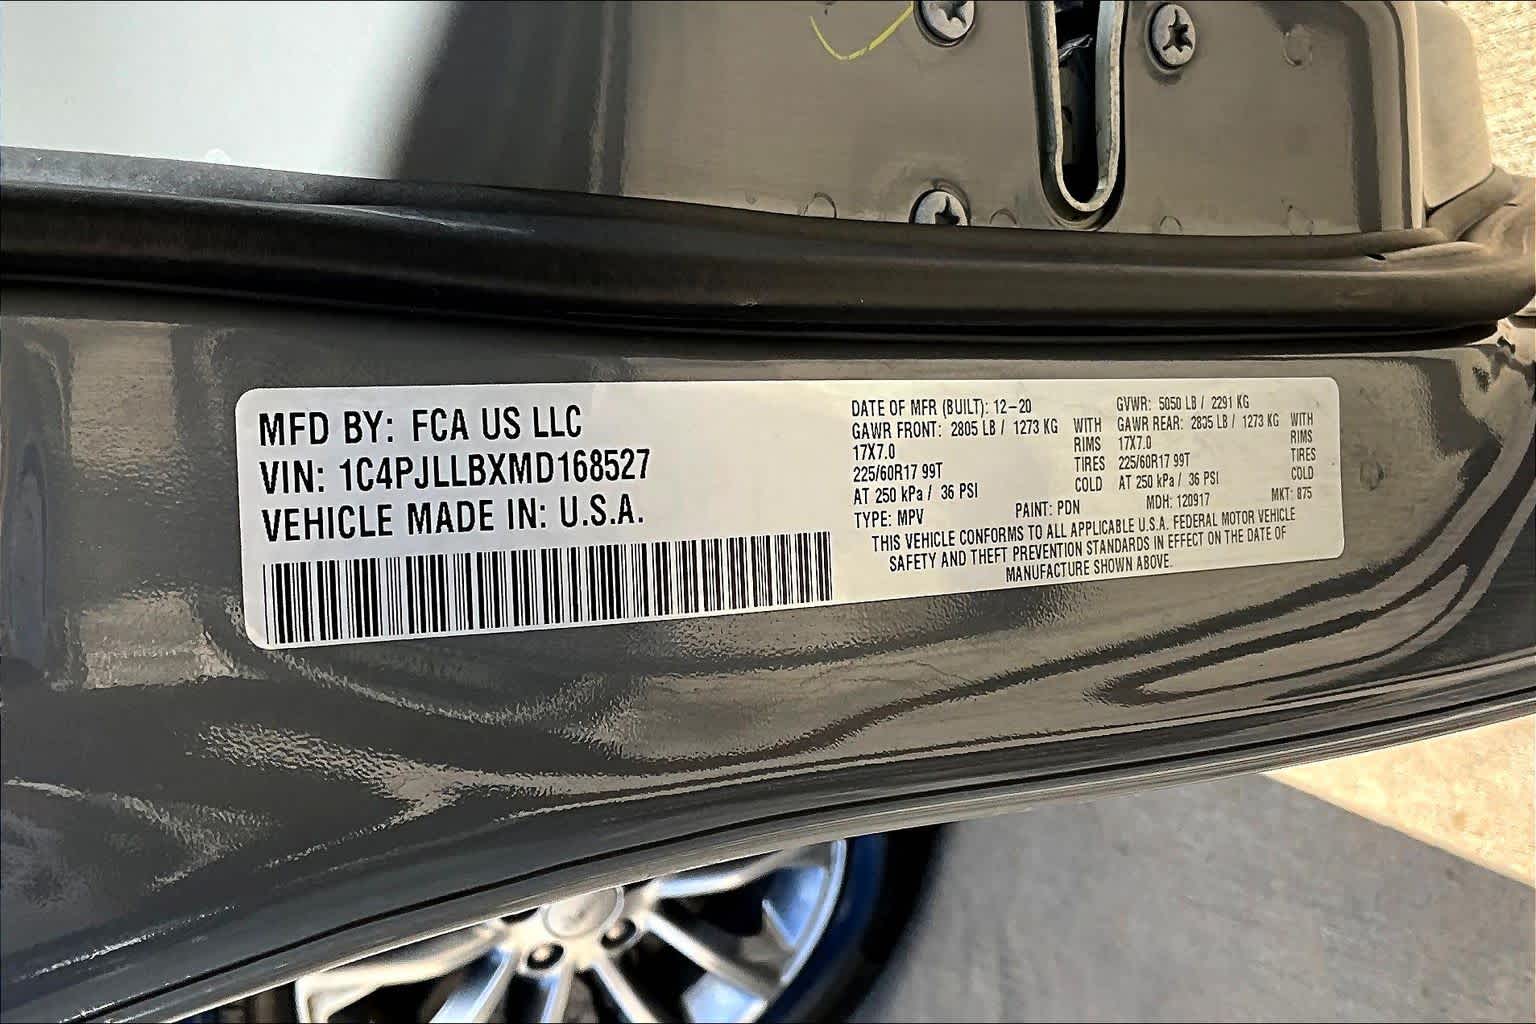 MFD BY: FCA US LLC
VIN: 1C4PJLLBXMD168527
VEHICLE MADE IN: U.S.A.
DATE OF MFR (BUILT): 12-20
GAWR FRONT: 2805 LB / 1273 KG WITH
17X7.0 RIMS
225/60R17 99T TIRES
AT 250 kPa / 36 PSI COLD
GVWR: 5050 LB / 2291 KG
GAWR REAR: 2835 LB / 1273 KG WITH
17X7.0 RIMS
225/60R17 99T TIRES
AT 250 kPa / 36 PSI COLD
TYPE: MPV PAINT: PDN MDH: 120917 MKT: 875
THIS VEHICLE CONFORMS TO ALL APPLICABLE U.S.A. FEDERAL MOTOR VEHICLE
SAFETY AND THEFT PREVENTION STANDARDS IN EFFECT ON THE DATE OF
MANUFACTURE SHOWN ABOVE.